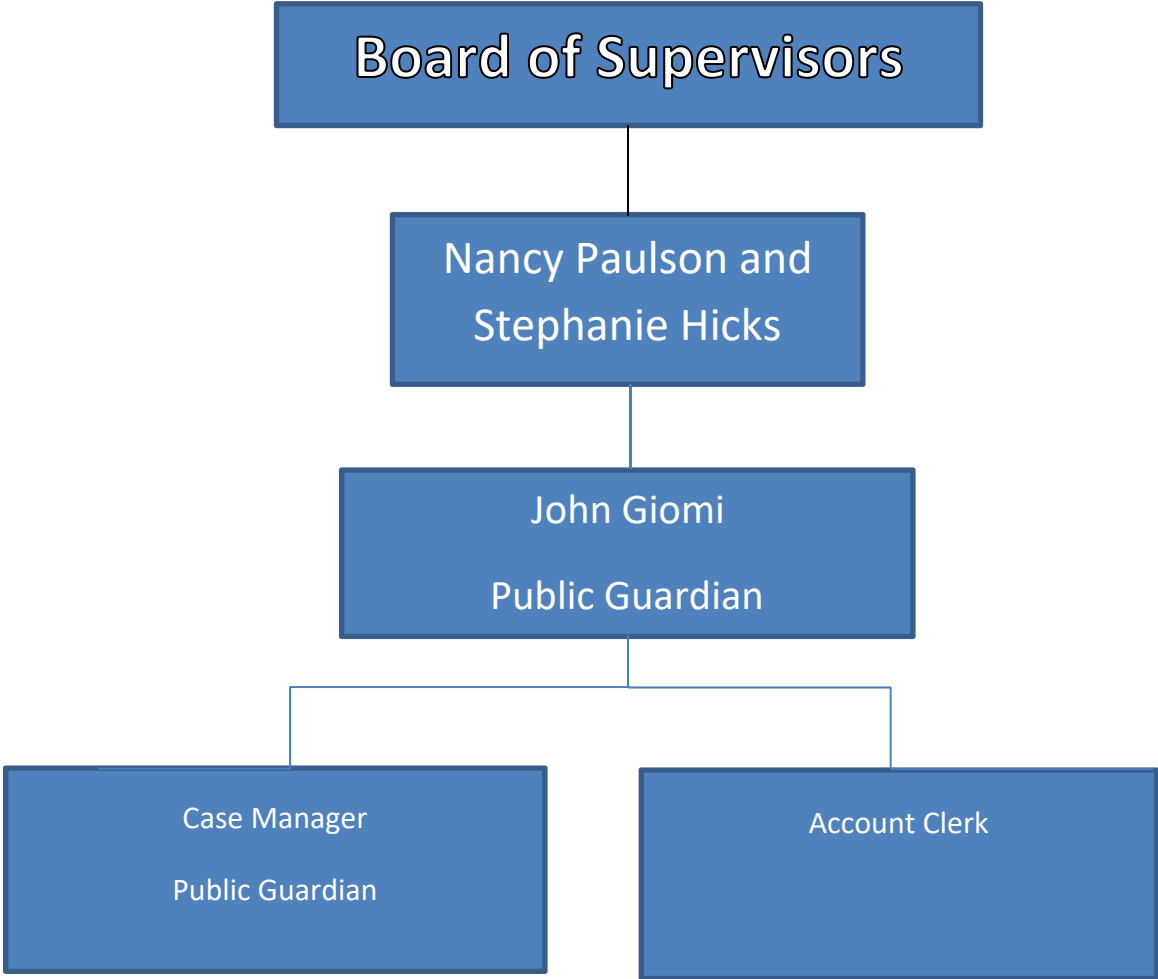 Board of Supervisors
Nancy Paulson and
Stephanie Hicks
John Giomi
Public Guardian
Case Manager
Public Guardian
Account Clerk